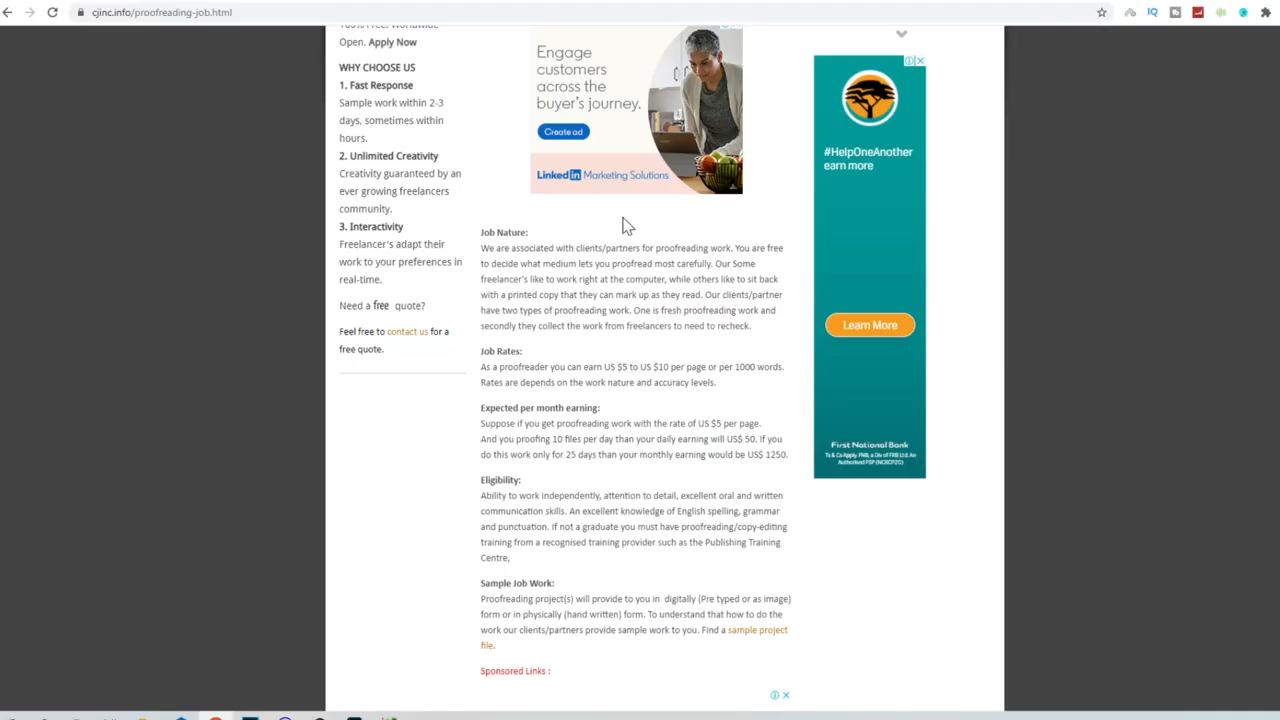 cjinc.info/proofreading-job.html
Open. Apply Now
WHY CHOOSE US
1. Fast Response
Sample work within 2-3
days, sometimes within
hours.
2. Unlimited Creativity
Creativity guaranteed by an
ever growing freelancers
community.
3. Interactivity
Freelancer's adapt their
work to your preferences in
real-time.
Need a free quote?
Feel free to contact us for a
free quote.
Engage
customers
across the
buyer's journey.
Create ad
Linked in Marketing Solutions
Job Nature:
We are associated with clients/partners for proofreading work. You are free
to decide what medium lets you proofread most carefully. Our Some
freelancer's like to work right at the computer, while others like to sit back
with a printed copy that they can mark up as they read. Our clients/partner
have two types of proofreading work. One is fresh proofreading work and
secondly they collect the work from freelancers to need to recheck.
Job Rates:
As a proofreader you can earn US $5 to US $10 per page or per 1000 words.
Rates are depends on the work nature and accuracy levels.
Expected per month earning:
Suppose if you get proofreading work with the rate of US $5 per page.
And you proofing 10 files per day than your daily earning will US$ 50. If you
do this work only for 25 days than your monthly earning would be US$ 1250.
Eligibility:
Ability to work independently, attention to detail, excellent oral and written
communication skills. An excellent knowledge of English spelling, grammar
and punctuation. If not a graduate you must have proofreading/copy-editing
training from a recognised training provider such as the Publishing Training
Centre,
Sample Job Work:
Proofreading project(s) will provide to you in digitally (Pre typed or as image)
form or in physically (hand written) form. To understand that how to do the
work our clients/partners provide sample work to you. Find a sample project
file.
Sponsored Links :
#HelpOneAnother
earn more
Learn More
First National Bank
Ts & Cs Apply. FNB, a Div of FRB Ltd. An
Authorised FSP (NCRCP20)